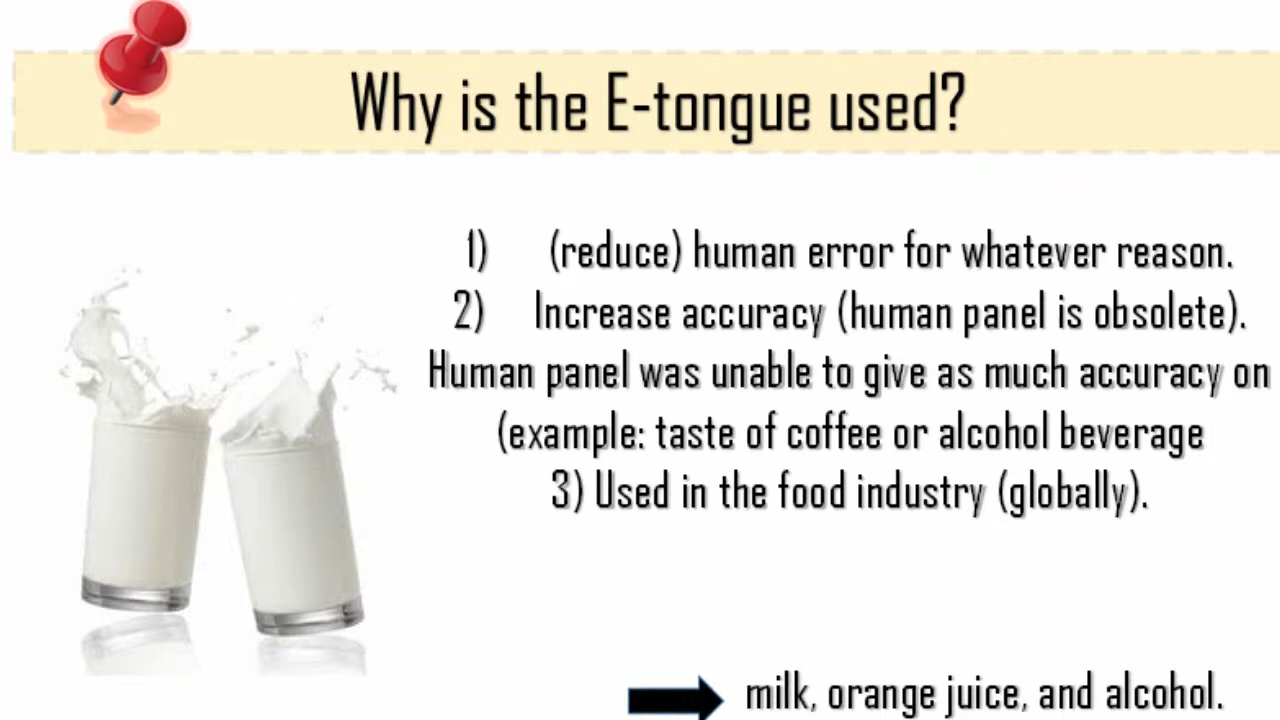 Why is the E-tongue used?
1) (reduce) human error for whatever reason.
2) Increase accuracy (human panel is obsolete).
Human panel was unable to give as much accuracy on
(example: taste of coffee or alcohol beverage
3) Used in the food industry (globally).
milk, orange juice, and alcohol.